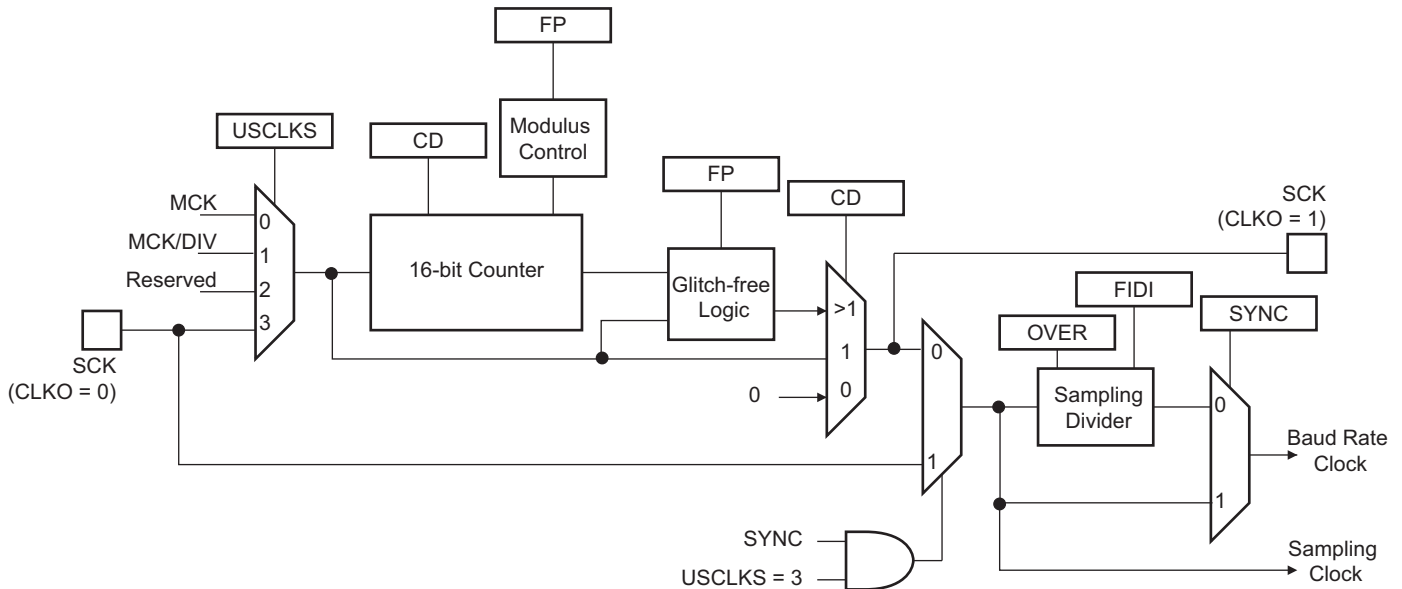 FP
USCLKS
CD
Modulus
Control
FP
CD
SCK
(CLKO = 1)
MCK
0
MCK/DIV
1
16-bit Counter
Reserved
2
Glitch-free
Logic
>1
FIDI
3
OVER
SYNC
SCK
(CLKO = 0)
1
0
0
0
Sampling
Divider
0
Baud Rate
Clock
1
1
SYNC
USCLKS = 3
Sampling
Clock